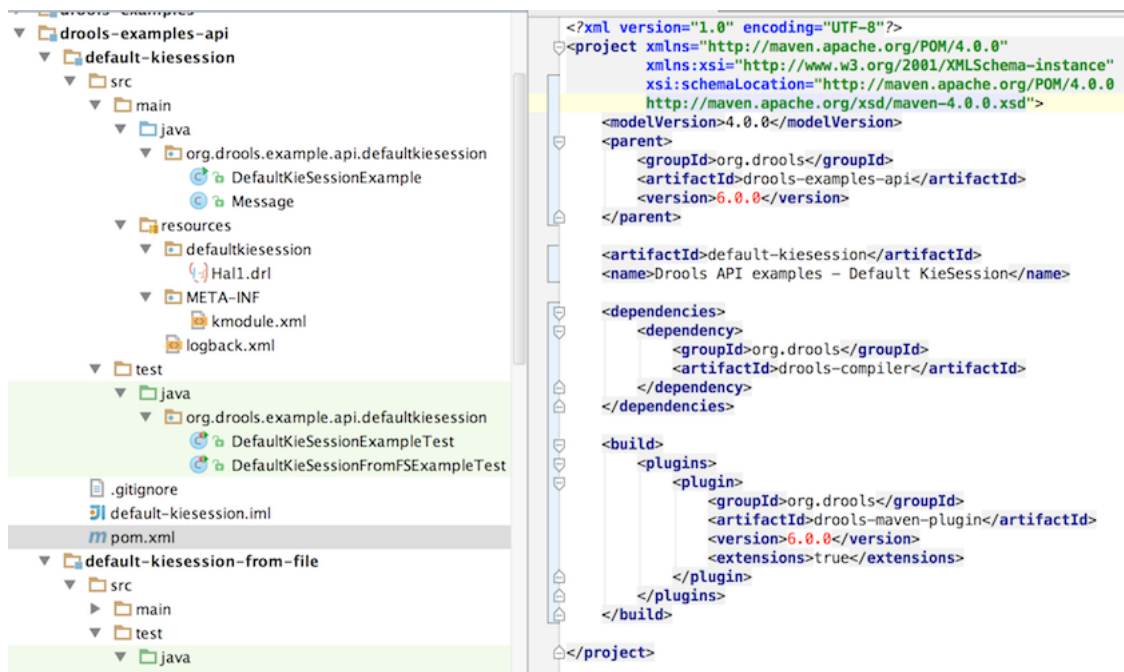 drools-examples
drools-examples-api
default-kiesession
src
main
java
org.drools.example.api.defaultkiesession
DefaultKieSessionExample
Message
resources
defaultkiesession
Hal1.drl
META-INF
kmodule.xml
logback.xml
test
java
org.drools.example.api.defaultkiesession
DefaultKieSessionExampleTest
DefaultKieSessionFromFSExampleTest
.gitignore
default-kiesession.iml
pom.xml
default-kiesession-from-file
src
main
test
java
<?xml version="1.0" encoding="UTF-8"?>
<project xmlns="http://maven.apache.org/POM/4.0.0"
xmlns:xsi="http://www.w3.org/2001/XMLSchema-instance"
xsi:schemaLocation="http://maven.apache.org/POM/4.0.0
http://maven.apache.org/xsd/maven-4.0.0.xsd">
<modelVersion>4.0.0</modelVersion>
<parent>
<groupId>org.drools</groupId>
<artifactId>drools-examples-api</artifactId>
<version>6.0.0</version>
</parent>
<artifactId>default-kiesession</artifactId>
<name>Drools API examples - Default KieSession</name>
<dependencies>
<dependency>
<groupId>org.drools</groupId>
<artifactId>drools-compiler</artifactId>
</dependency>
</dependencies>
<build>
<plugins>
<plugin>
<groupId>org.drools</groupId>
<artifactId>drools-maven-plugin</artifactId>
<version>6.0.0</version>
<extensions>true</extensions>
</plugin>
</plugins>
</build>
</project>